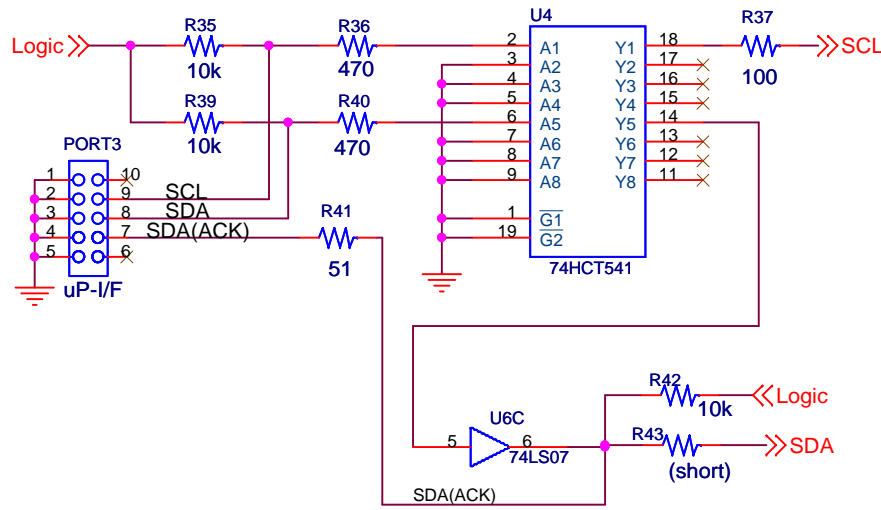 U4
R35 R36 R37
Logic 2 A1 Y1 18 SCL
3 A2 Y2 17
10k 470 100
4 A3 Y3 16
R39 R40 5 A4 Y4 15
6 A5 Y5 14
10k 470 7 A6 Y6 13
PORT3 8 A7 Y7 12
1 10 9 A8 Y8 11
2 9 SCL
3 8 SDA R41 1 G1
4 7 SDA(ACK) 19 G2
5 6 51 74HCT541
uP-I/F
R42 Logic
10k
U6C R43 SDA
5 6
74LS07 (short)
SDA(ACK)